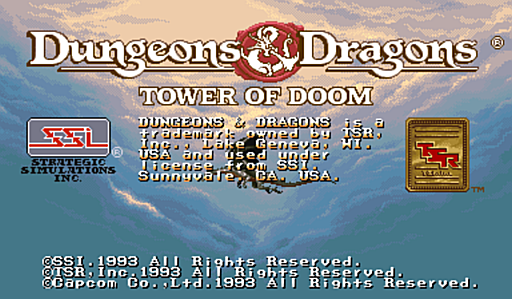 DUNGEONS & DRAGONS ®
TOWER OF DOOM
DUNGEONS & DRAGONS is a
trademark owned by TSR,
Inc., Lake Geneva, WI.
USA and used under
license from SSI.
Sunnyvale, CA. USA.
SSI ®
STRATEGIC
SIMULATIONS
INC.
TSR
TM
©SSI.1993 All Rights Reserved.
©TSR,Inc.1993 All Rights Reserved.
©Capcom Co.,Ltd.1993 All Rights Reserved.